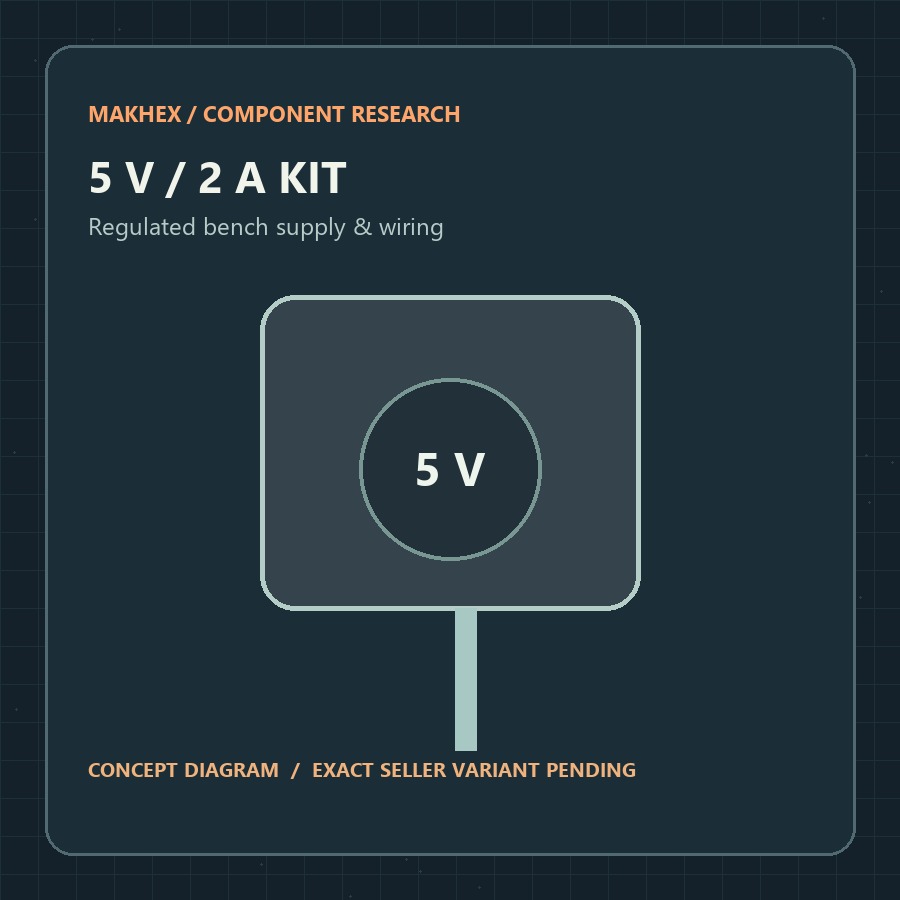 MAKHEX / COMPONENT RESEARCH
5 V / 2 A KIT
Regulated bench supply & wiring
5 V
CONCEPT DIAGRAM / EXACT SELLER VARIANT PENDING